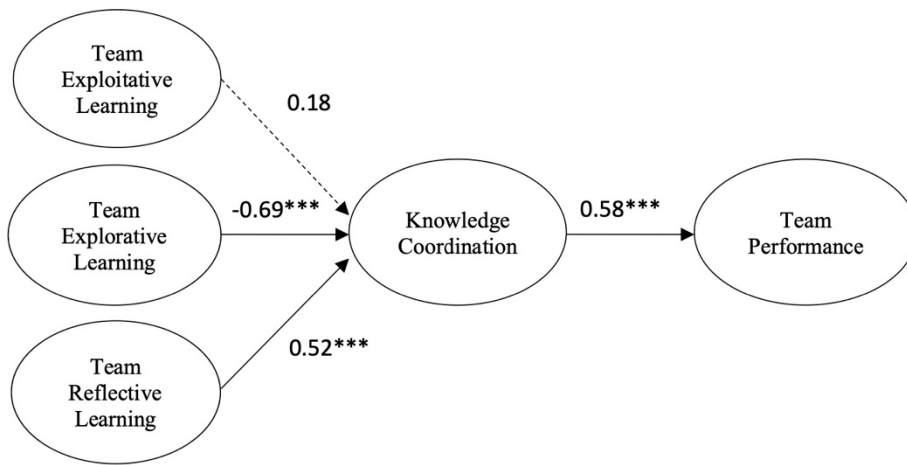 Team
Exploitative
Learning
0.18
Team
Explorative
Learning
-0.69***
Knowledge
Coordination
0.58***
Team
Performance
Team
Reflective
Learning
0.52***